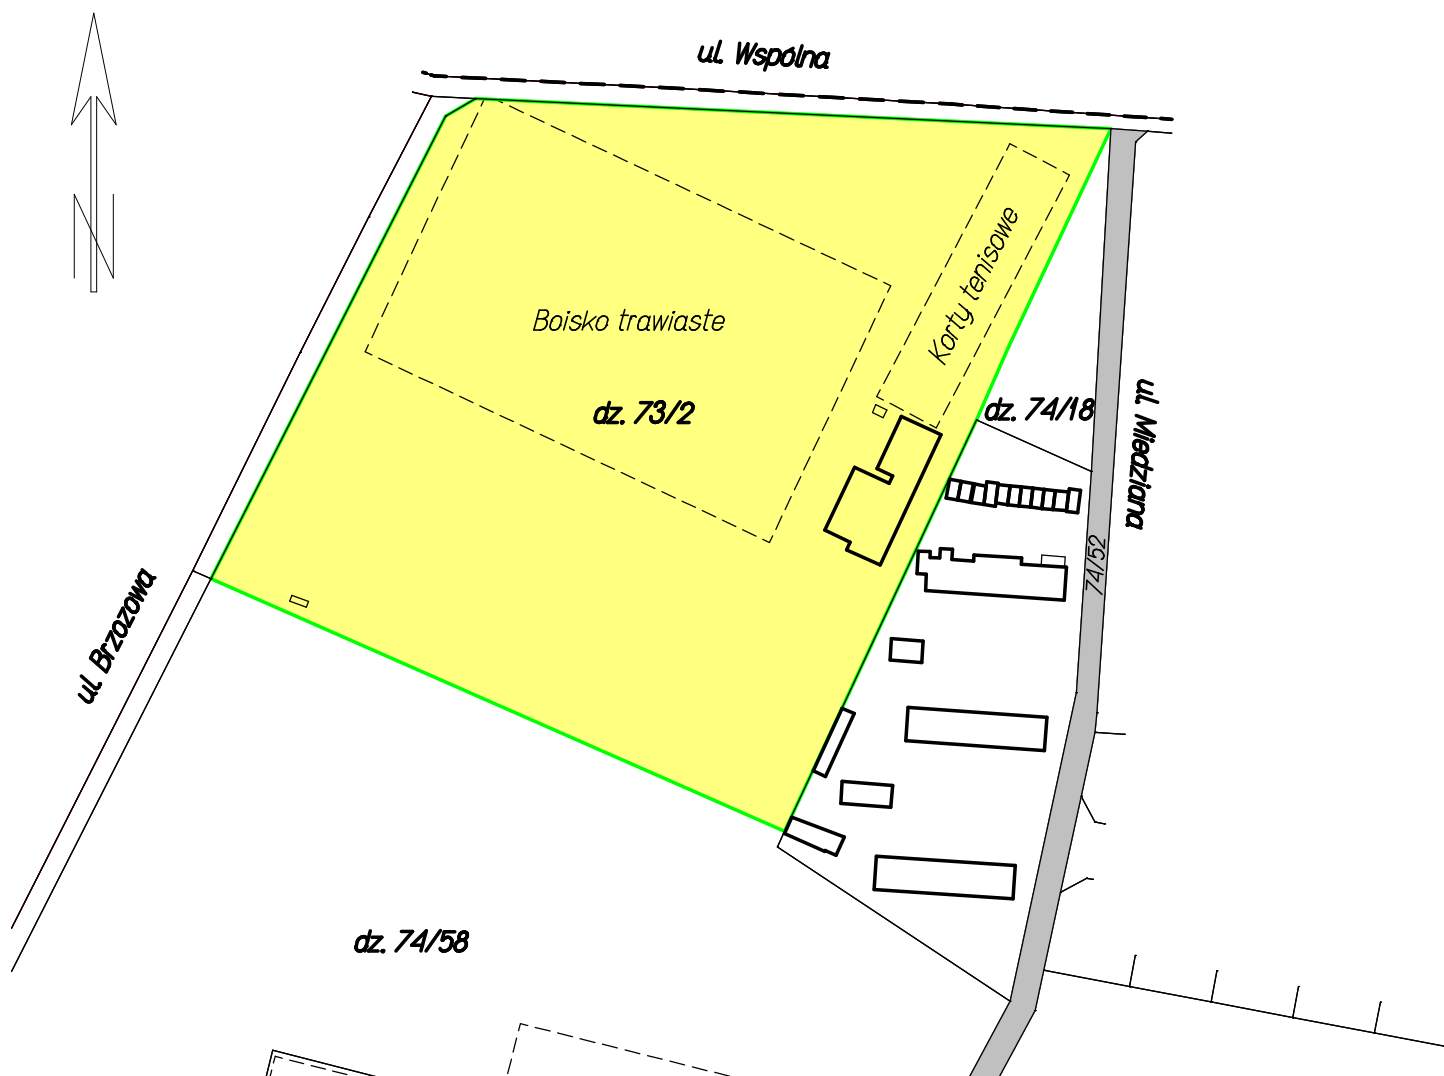 ul. Wspólna
N
Korty tenisowe
Boisko trawiaste
dz. 73/2
dz. 74/18
ul. Miedziana
74/52
ul. Brzozowa
dz. 74/58